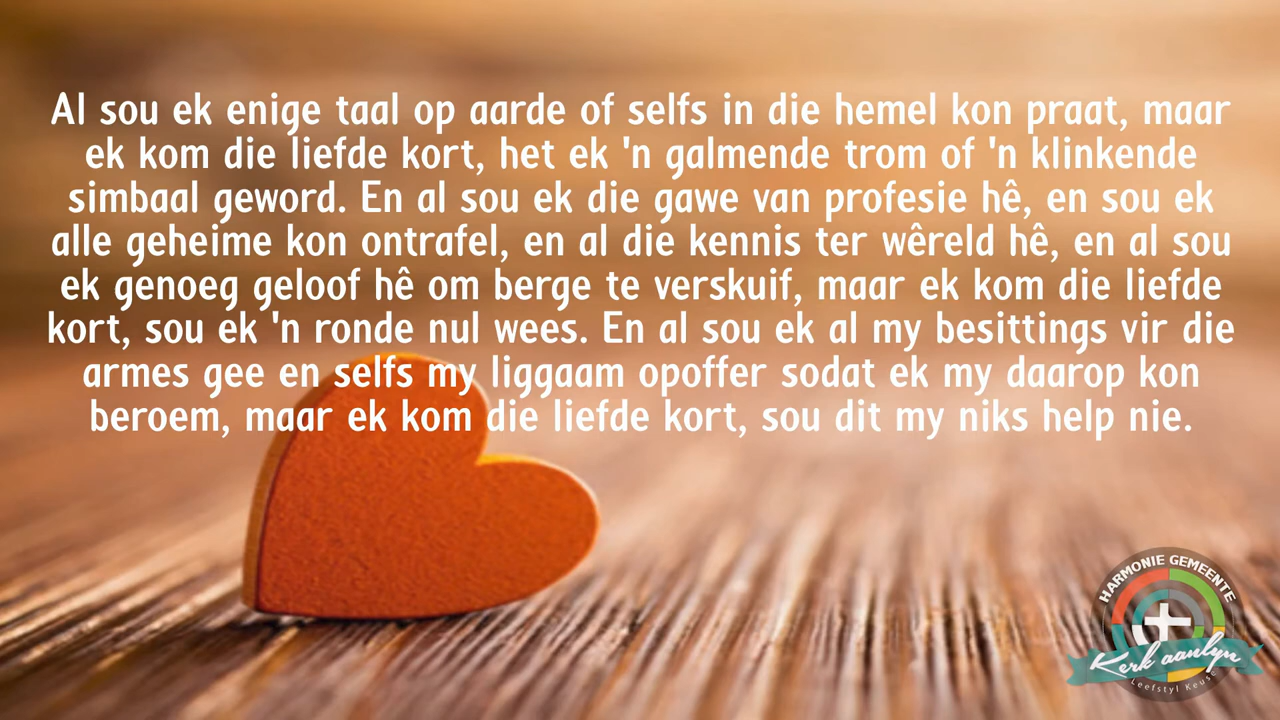 Al sou ek enige taal op aarde of selfs in die hemel kon praat, maar
ek kom die liefde kort, het ek 'n galmende trom of 'n klinkende
simbaal geword. En al sou ek die gawe van profesie hê, en sou ek
alle geheime kon ontrafel, en al die kennis ter wêreld hê, en al sou
ek genoeg geloof hê om berge te verskuif, maar ek kom die liefde
kort, sou ek 'n ronde nul wees. En al sou ek al my besittings vir die
armes gee en selfs my liggaam opoffer sodat ek my daarop kon
beroem, maar ek kom die liefde kort, sou dit my niks help nie.
HARMONIE GEMEENTE
Kerk aanlyn
Leefstyl Keuse